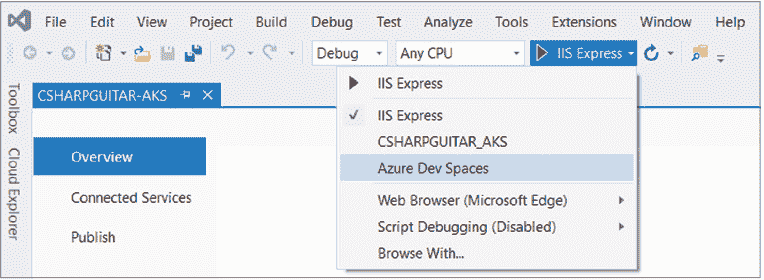 File Edit View Project Build Debug Test Analyze Tools Extensions Window Help
Debug Any CPU IIS Express
CSHARPGUITAR-AKS
Toolbox
Cloud Explorer
Overview
Connected Services
Publish
IIS Express
IIS Express
CSHARPGUITAR_AKS
Azure Dev Spaces
Web Browser (Microsoft Edge)
Script Debugging (Disabled)
Browse With...